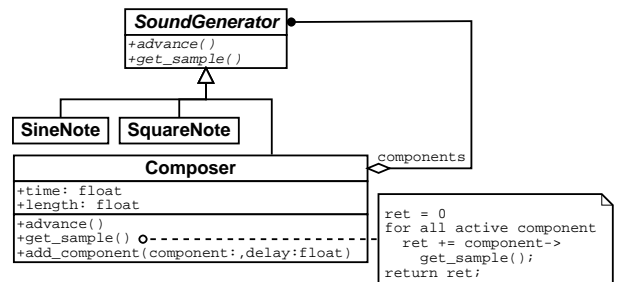 SoundGenerator
+advance()
+get_sample()
SineNote
SquareNote
Composer
components
+time: float
+length: float
+advance()
+get_sample()
+add_component(component:,delay:float)
ret = 0
for all active component
ret += component->
get_sample();
return ret;